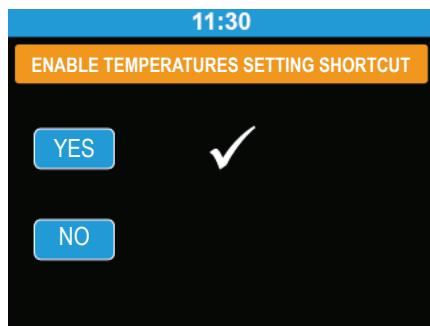 11:30
ENABLE TEMPERATURES SETTING SHORTCUT
YES
NO